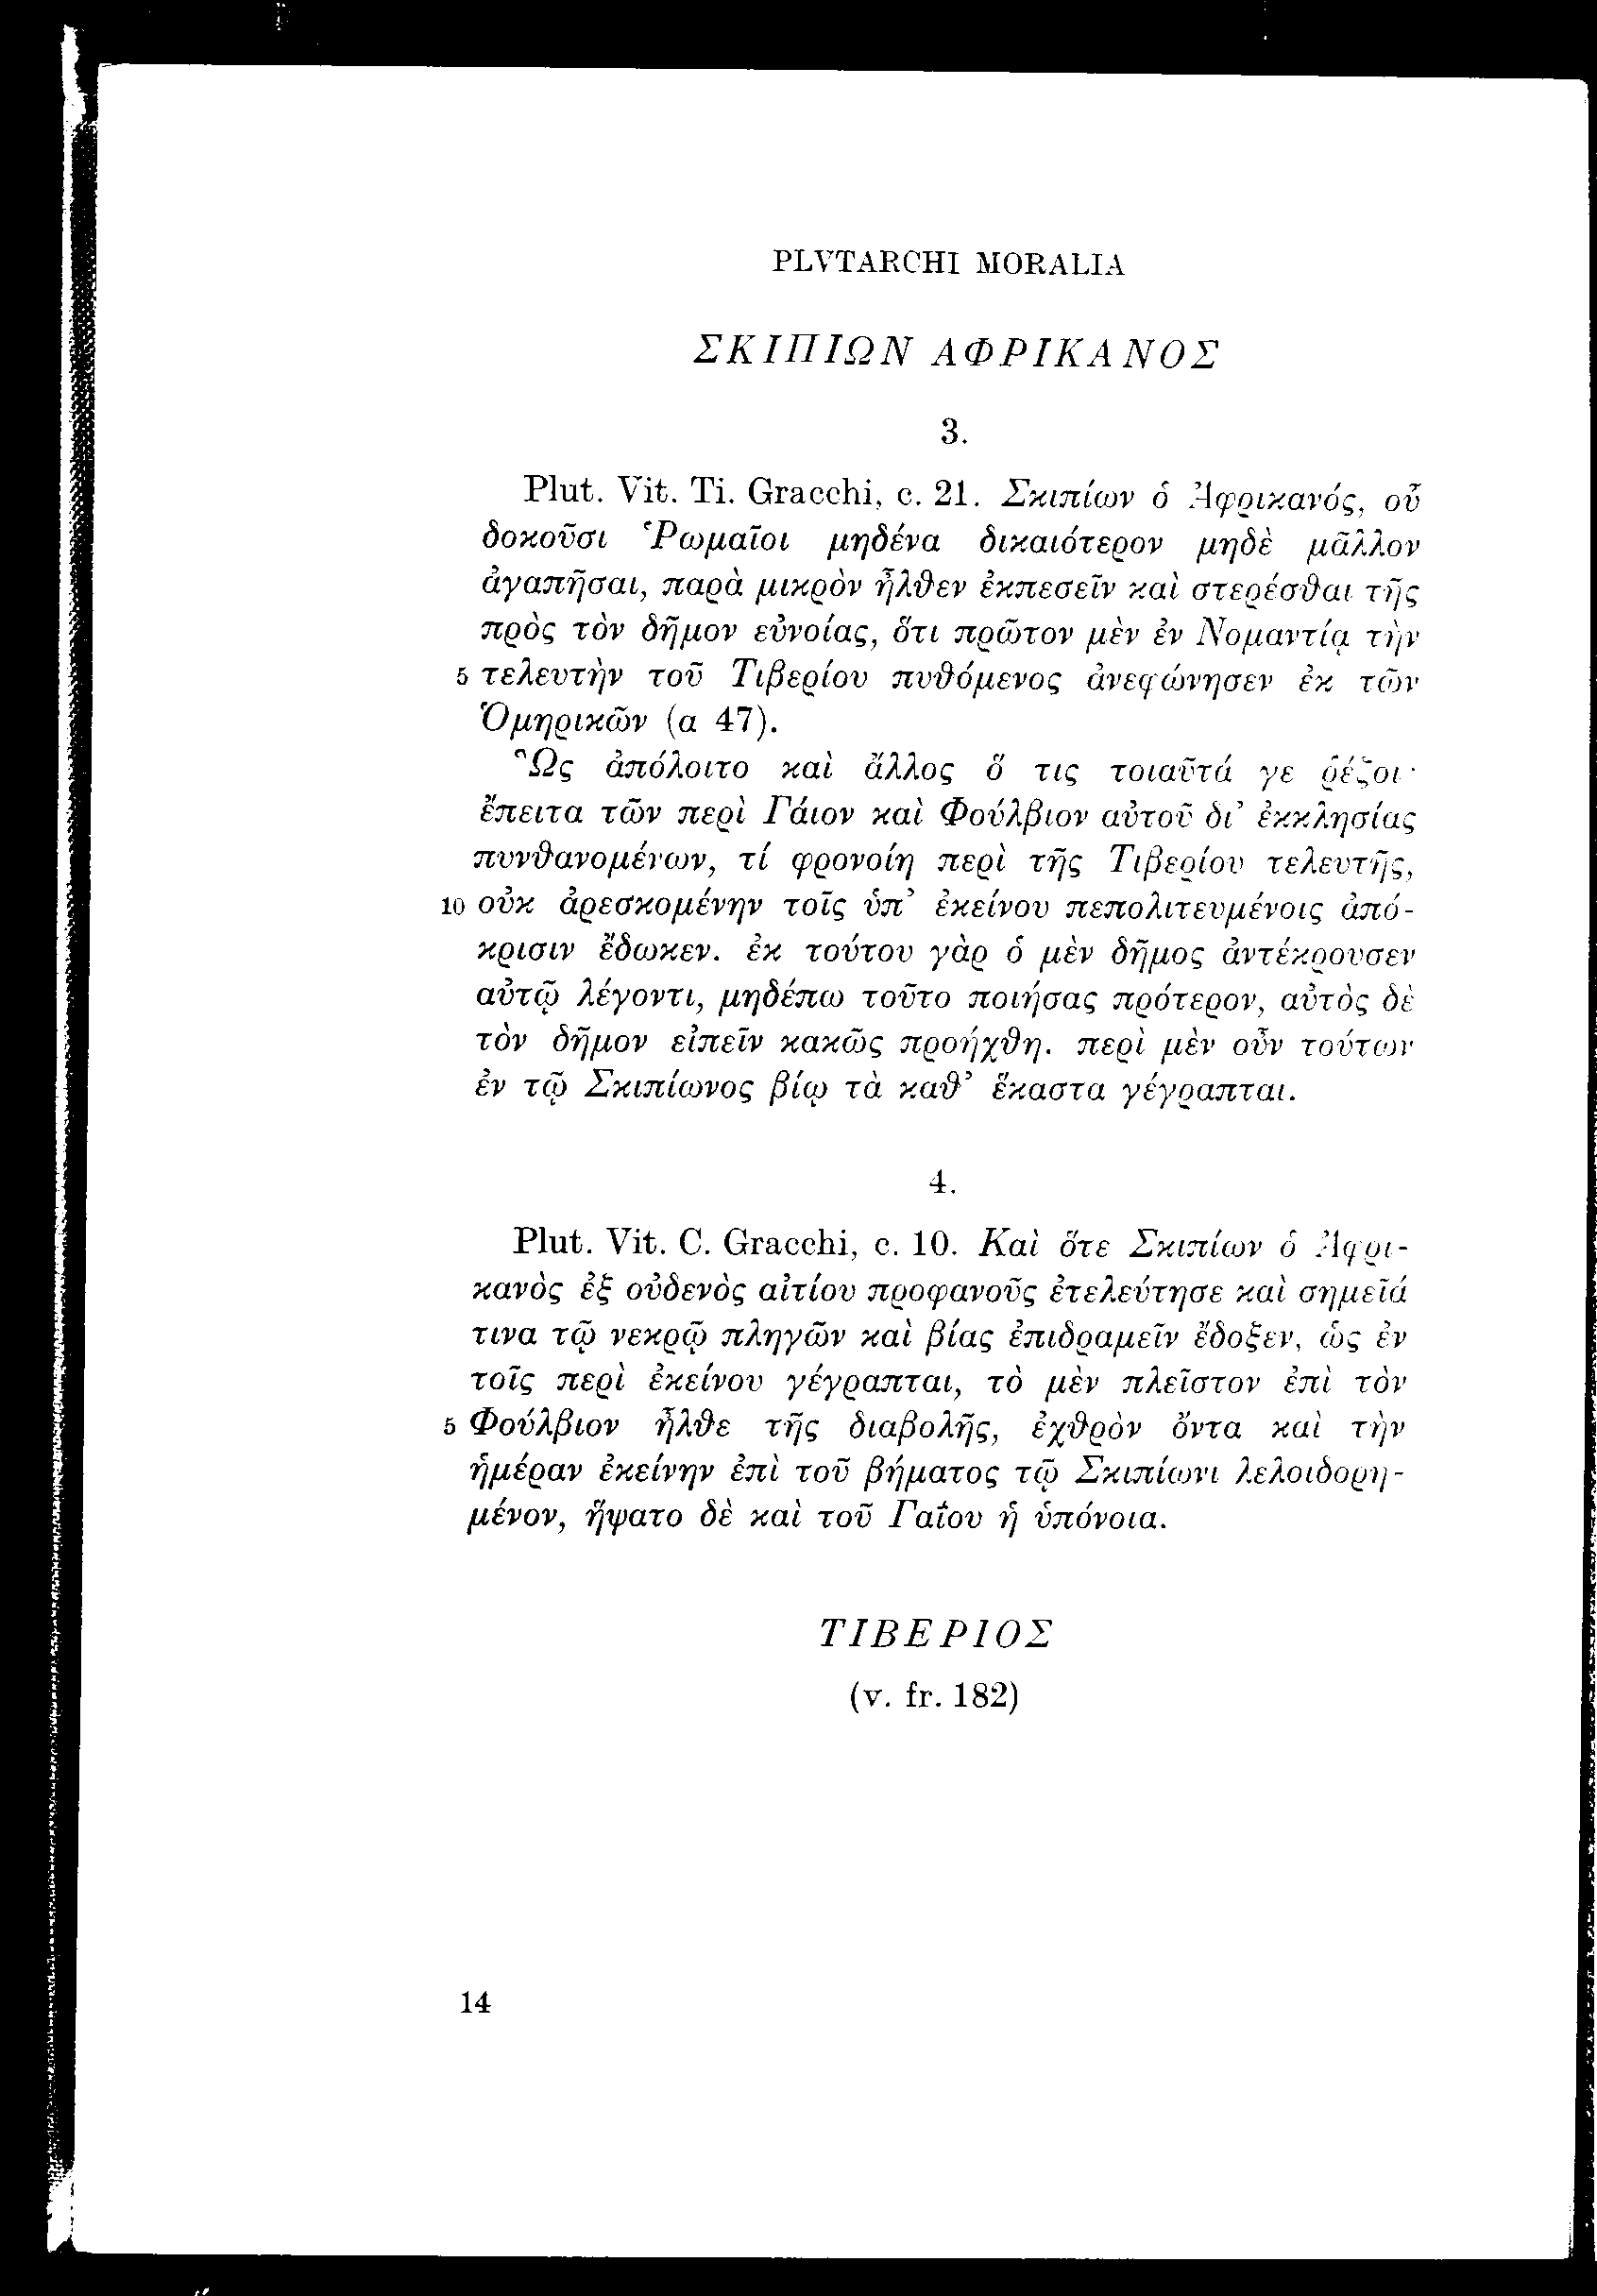 PLVTARCHI MORALIA
ΣΚΙΠΙΩΝ ΑΦΡΙΚΑΝΟΣ
3.
Plut. Vit. Ti. Gracchi, c. 21. Σκιπίων ὁ Ἀφρικανός, οὗ
δοκοῦσι Ῥωμαῖοι μηδένα δικαιότερον μηδὲ μᾶλλον
ἀγαπῆσαι, παρὰ μικρὸν ἦλθεν ἐκπεσεῖν καὶ στερέσθαι τῆς
πρὸς τὸν δῆμον εὐνοίας, ὅτι πρῶτον μὲν ἐν Νομαντίᾳ τὴν
5 τελευτὴν τοῦ Τιβερίου πυθόμενος ἀνεφώνησεν ἐκ τῶν
Ὁμηρικῶν (α 47).
Ὣς ἀπόλοιτο καὶ ἄλλος ὅ τις τοιαῦτά γε ῥέζοι·
ἔπειτα τῶν περὶ Γάιον καὶ Φούλβιον αὐτοῦ δι’ ἐκκλησίας
πυνθανομένων, τί φρονοίη περὶ τῆς Τιβερίου τελευτῆς,
10 οὐκ ἀρεσκομένην τοῖς ὑπ’ ἐκείνου πεπολιτευμένοις ἀπό-
κρισιν ἔδωκεν. ἐκ τούτου γὰρ ὁ μὲν δῆμος ἀντέκρουσεν
αὐτῷ λέγοντι, μηδέπω τοῦτο ποιήσας πρότερον, αὐτὸς δὲ
τὸν δῆμον εἰπεῖν κακῶς προήχθη. περὶ μὲν οὖν τούτων
ἐν τῷ Σκιπίωνος βίῳ τὰ καθ’ ἕκαστα γέγραπται.
4.
Plut. Vit. C. Gracchi, c. 10. Καὶ ὅτε Σκιπίων ὁ Ἀφρι-
κανὸς ἐξ οὐδενὸς αἰτίου προφανοῦς ἐτελεύτησε καὶ σημεῖά
τινα τῷ νεκρῷ πληγῶν καὶ βίας ἐπιδραμεῖν ἔδοξεν, ὡς ἐν
τοῖς περὶ ἐκείνου γέγραπται, τὸ μὲν πλεῖστον ἐπὶ τὸν
5 Φούλβιον ἦλθε τῆς διαβολῆς, ἐχθρὸν ὄντα καὶ τὴν
ἡμέραν ἐκείνην ἐπὶ τοῦ βήματος τῷ Σκιπίωνι λελοιδορη-
μένον, ἥψατο δὲ καὶ τοῦ Γαΐου ἡ ὑπόνοια.
ΤΙΒΕΡΙΟΣ
(v. fr. 182)
14